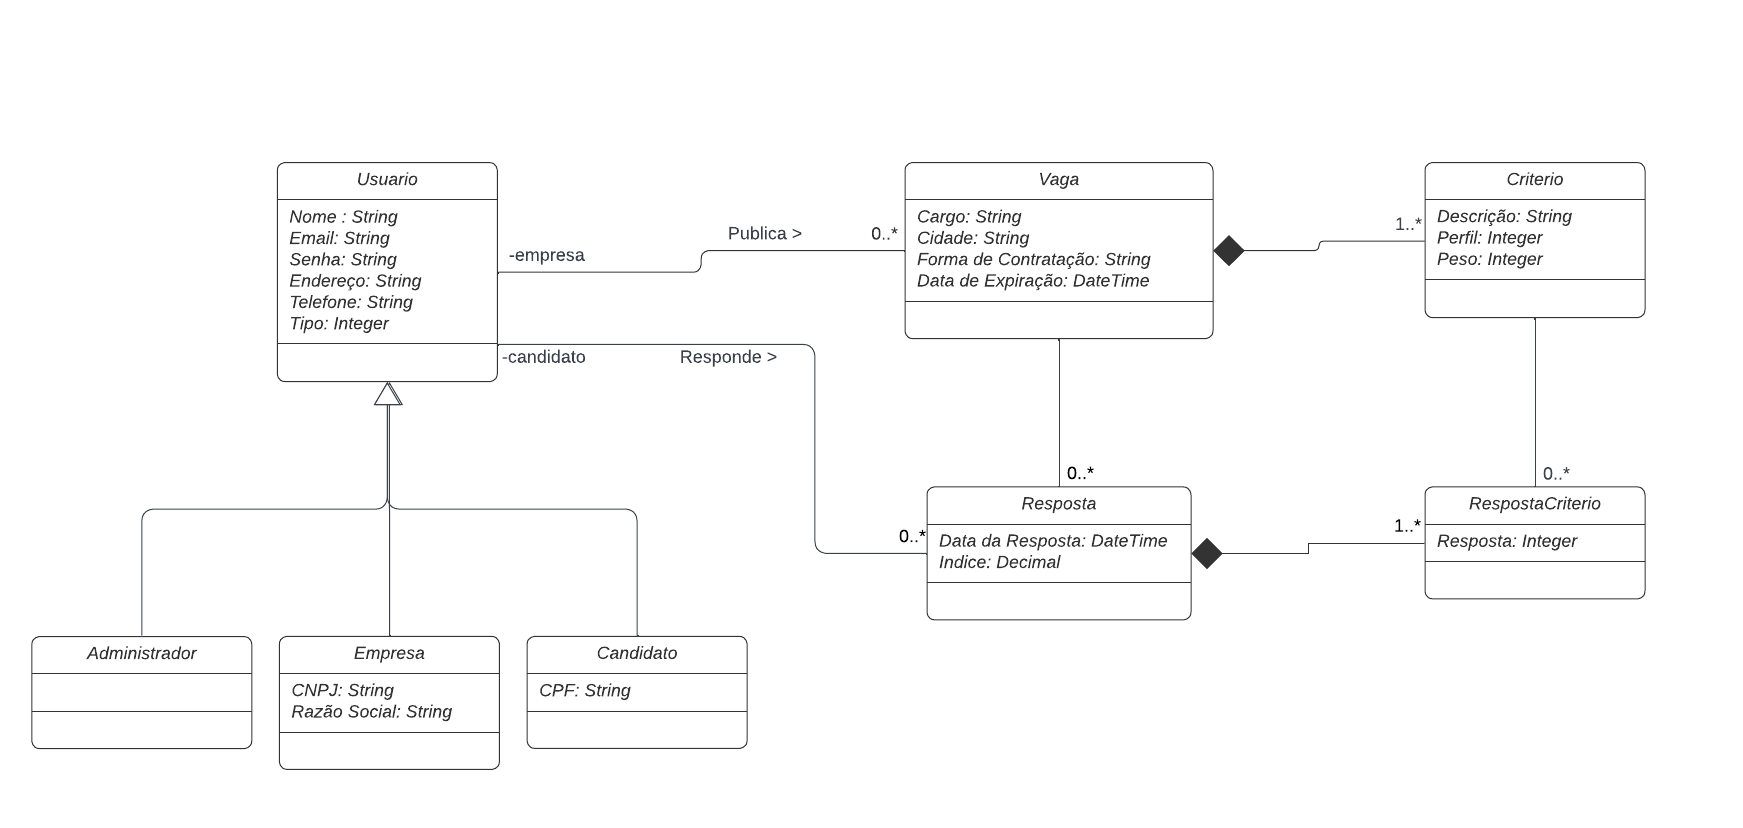 Usuario
Nome : String
Email: String
Senha: String
Endereço: String
Telefone: String
Tipo: Integer
-empresa
Publica >
0..*
Vaga
Cargo: String
Cidade: String
Forma de Contratação: String
Data de Expiração: DateTime
1..*
Criterio
Descrição: String
Perfil: Integer
Peso: Integer
-candidato
Responde >
0..*
0..*
0..*
Resposta
Data da Resposta: DateTime
Indice: Decimal
1..*
RespostaCriterio
Resposta: Integer
Administrador
Empresa
CNPJ: String
Razão Social: String
Candidato
CPF: String